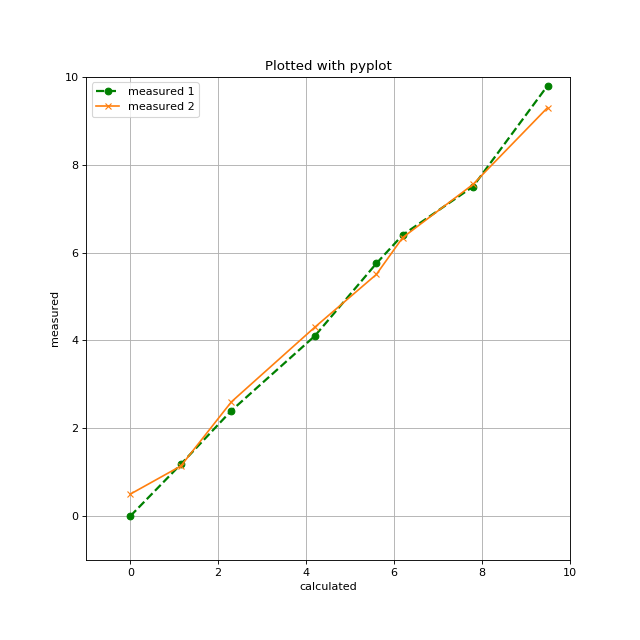 Plotted with pyplot
measured 1
measured 2
10
8
6
4
2
0
measured
0 2 4 6 8 10
calculated